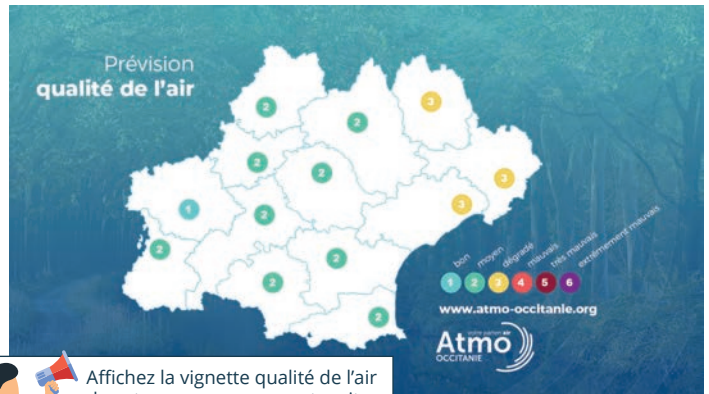 Prévision
qualité de l'air
2
2
3
2
2
3
1
2
3
2
2
2
2
bon
moyen
dégradé
mauvais
très mauvais
extrêmement mauvais
1 2 3 4 5 6
www.atmo-occitanie.org
Atmo
OCCITANIE
Affichez la vignette qualité de l'air